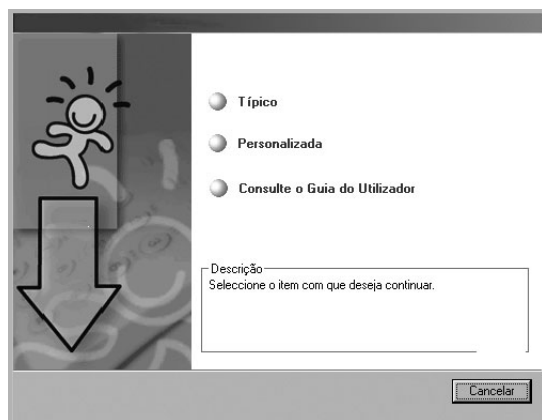 Típico
Personalizada
Consulte o Guia do Utilizador
Descrição
Seleccione o item com que deseja continuar.
Cancelar